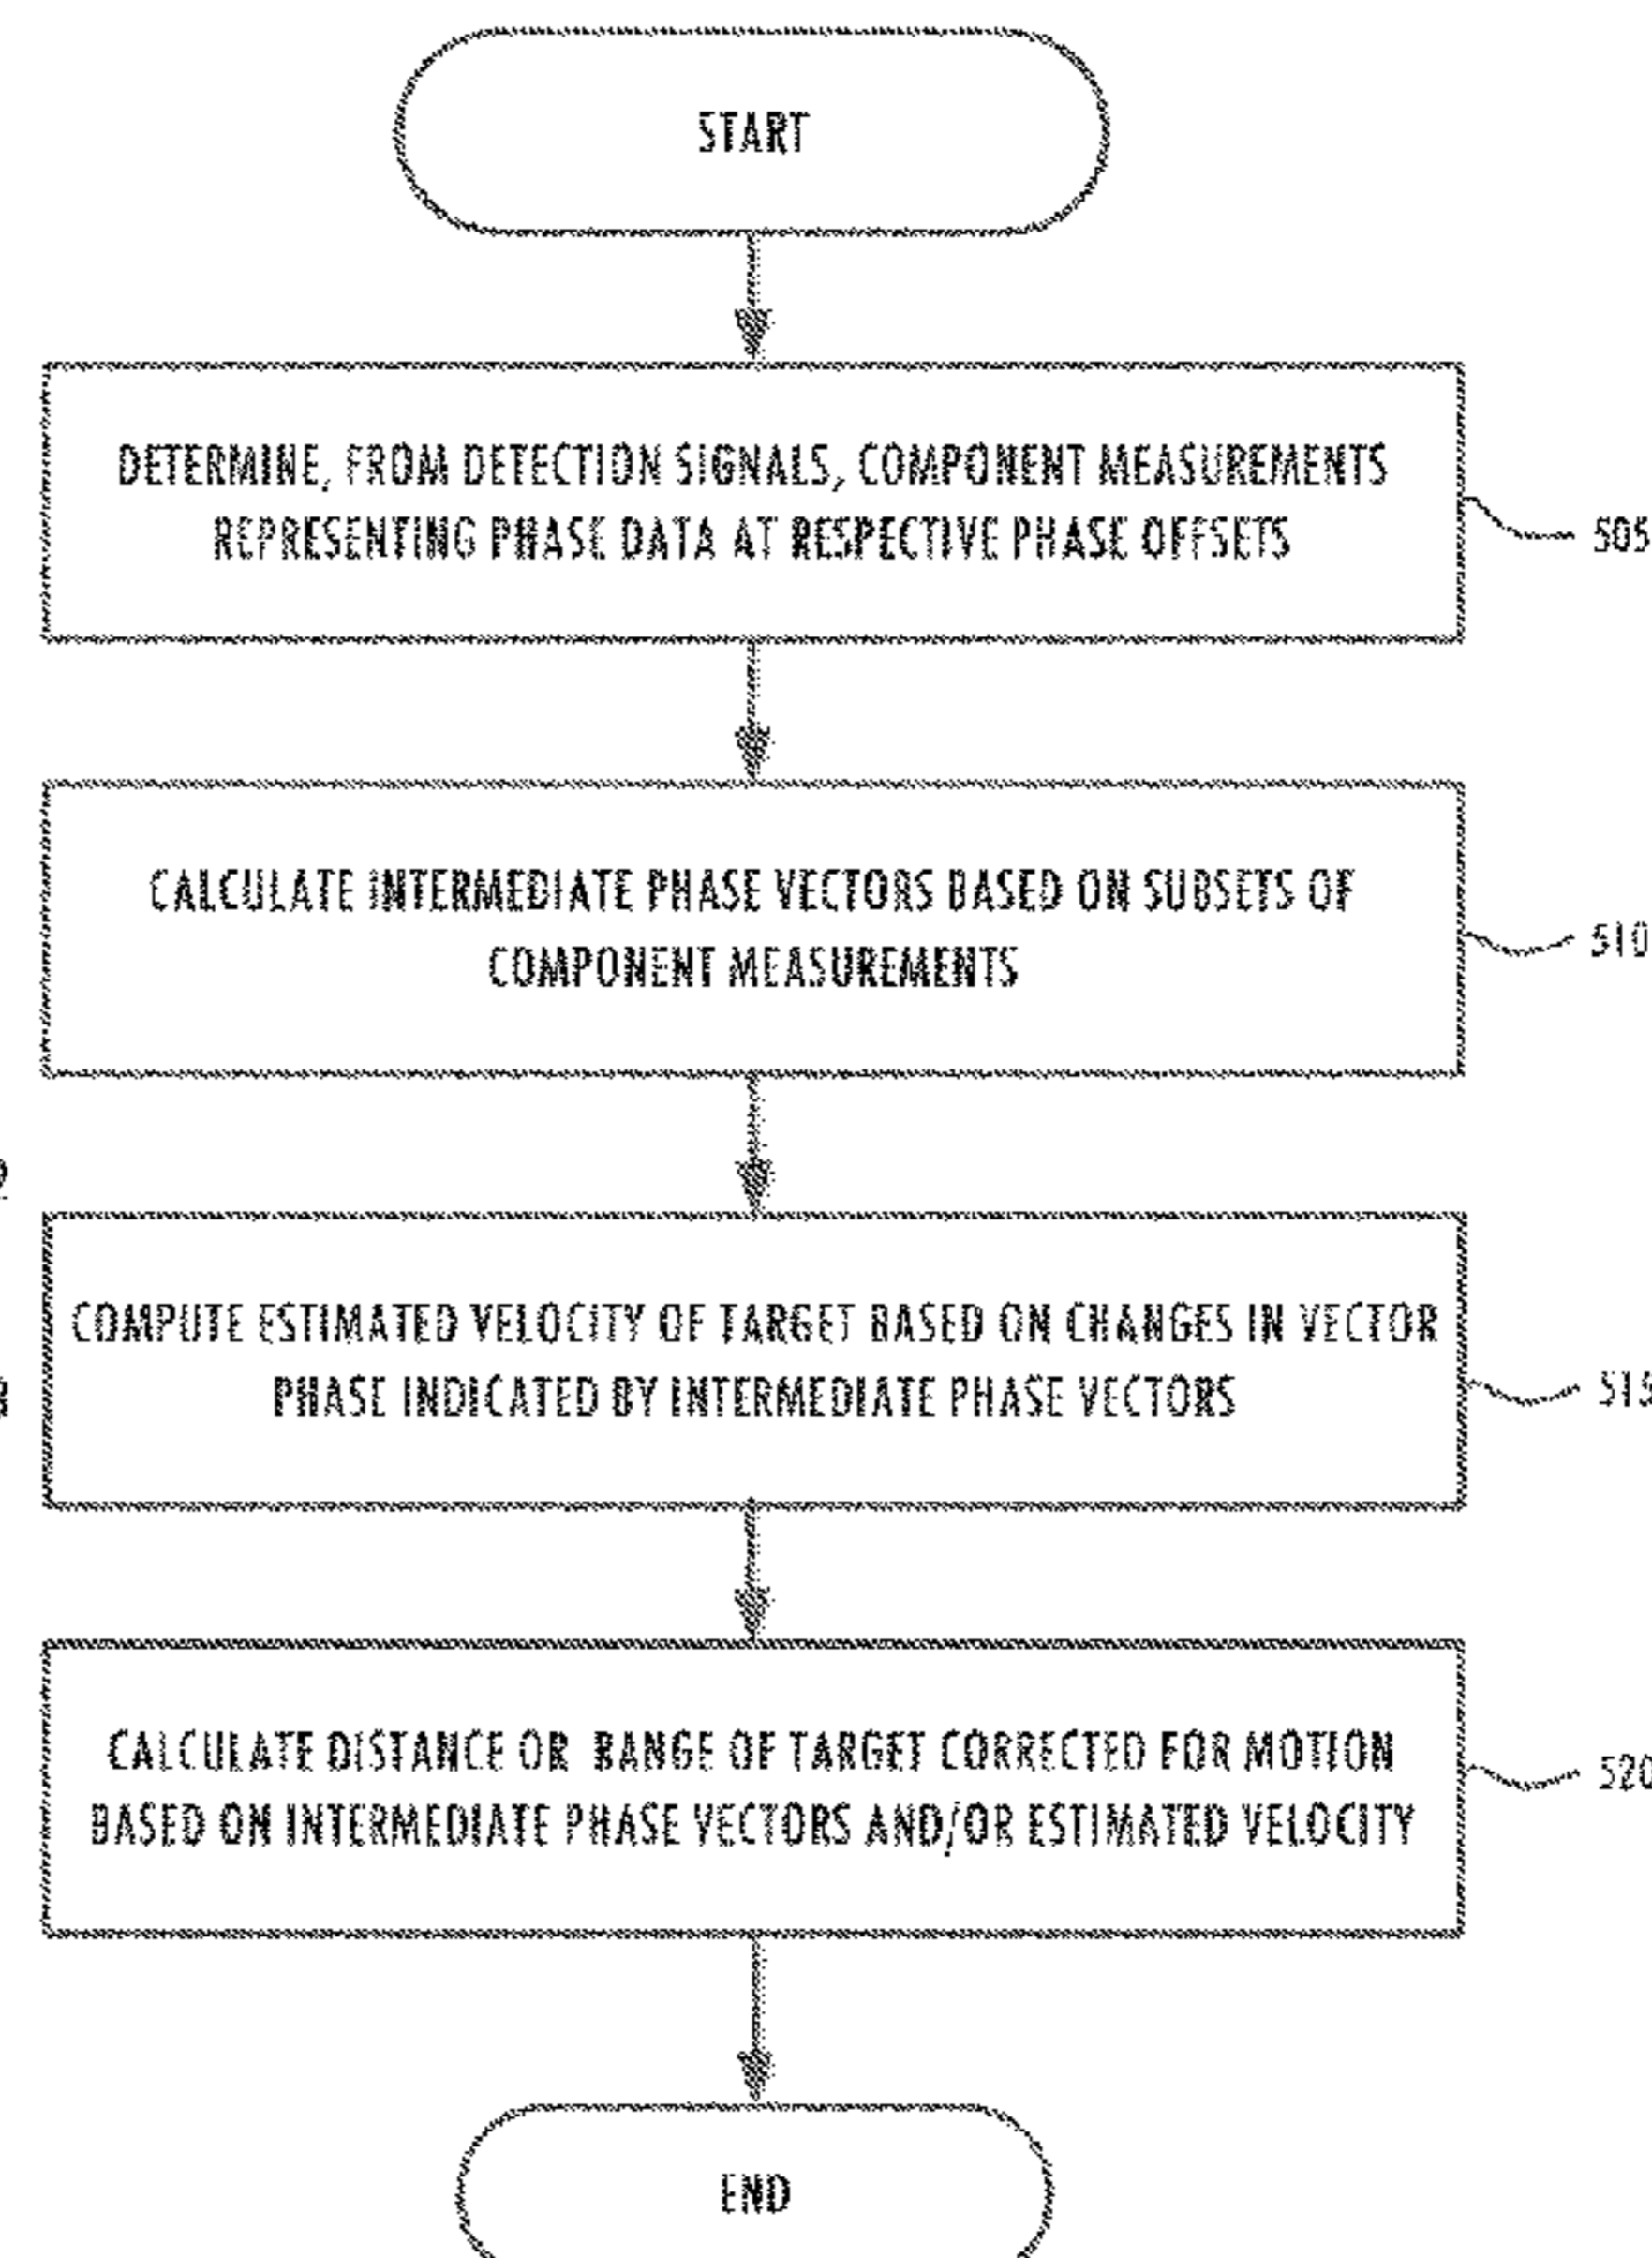 START
DETERMINE, FROM DETECTION SIGNALS, COMPONENT MEASUREMENTS
REPRESENTING PHASE DATA AT RESPECTIVE PHASE OFFSETS
505
CALCULATE INTERMEDIATE PHASE VECTORS BASED ON SUBSETS OF
COMPONENT MEASUREMENTS
510
COMPUTE ESTIMATED VELOCITY OF TARGET BASED ON CHANGES IN VECTOR
PHASE INDICATED BY INTERMEDIATE PHASE VECTORS
515
CALCULATE DISTANCE OR RANGE OF TARGET CORRECTED FOR MOTION
BASED ON INTERMEDIATE PHASE VECTORS AND/OR ESTIMATED VELOCITY
520
END